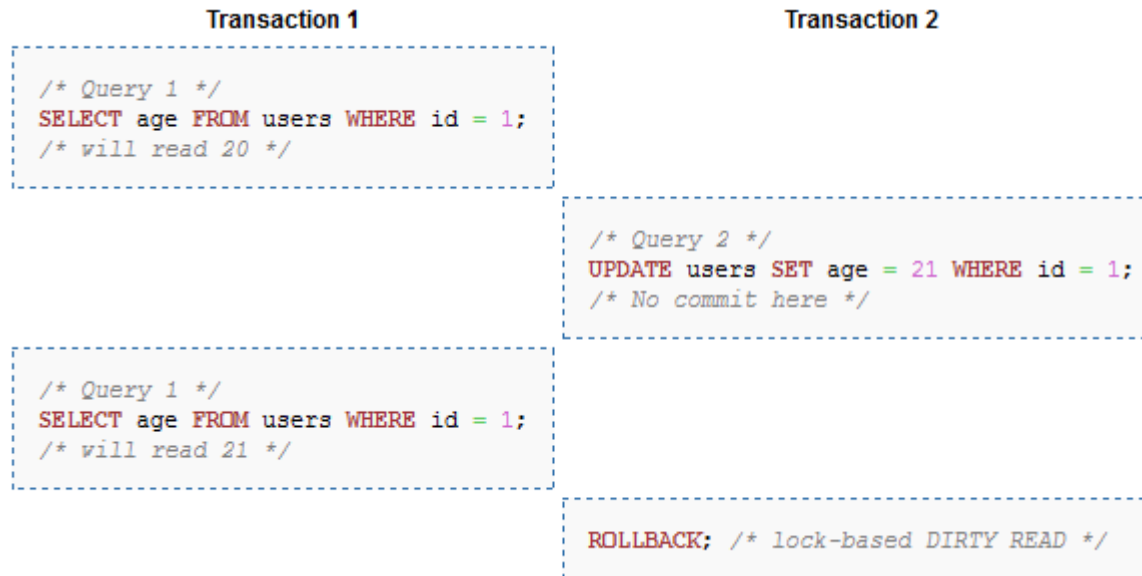 Transaction 1
Transaction 2
/* Query 1 */
SELECT age FROM users WHERE id = 1;
/* will read 20 */
/* Query 2 */
UPDATE users SET age = 21 WHERE id = 1;
/* No commit here */
/* Query 1 */
SELECT age FROM users WHERE id = 1;
/* will read 21 */
ROLLBACK; /* lock-based DIRTY READ */